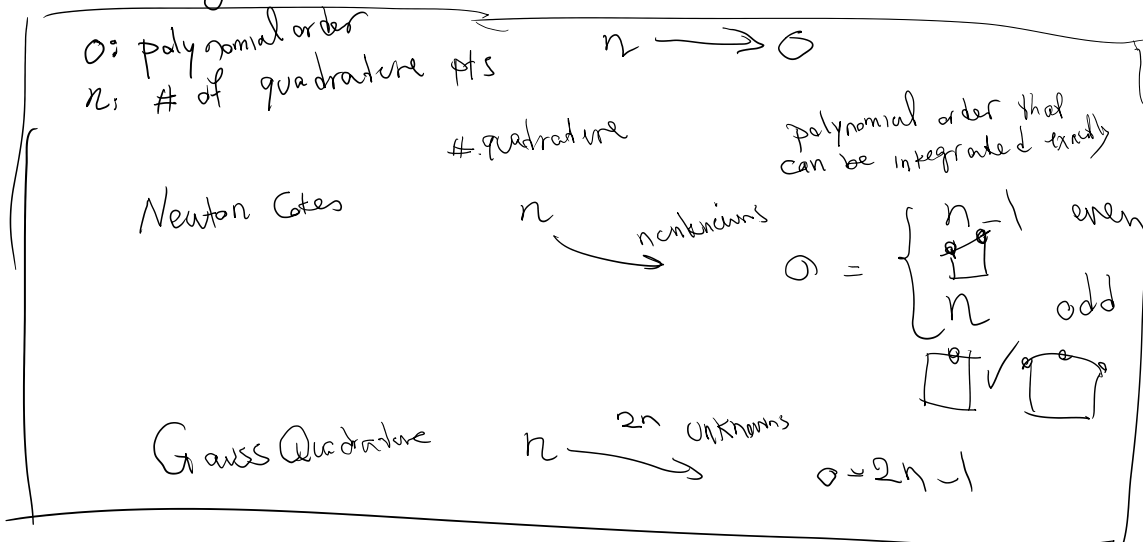 o: polynomial order
n: # of quadrature pts
n → o
# quadrature
polynomial order that
can be integrated exactly
Newton Cotes n n unknowns o = { n-1 even
n odd
✓
Gauss Quadrature n 2n unknowns o = 2n-1